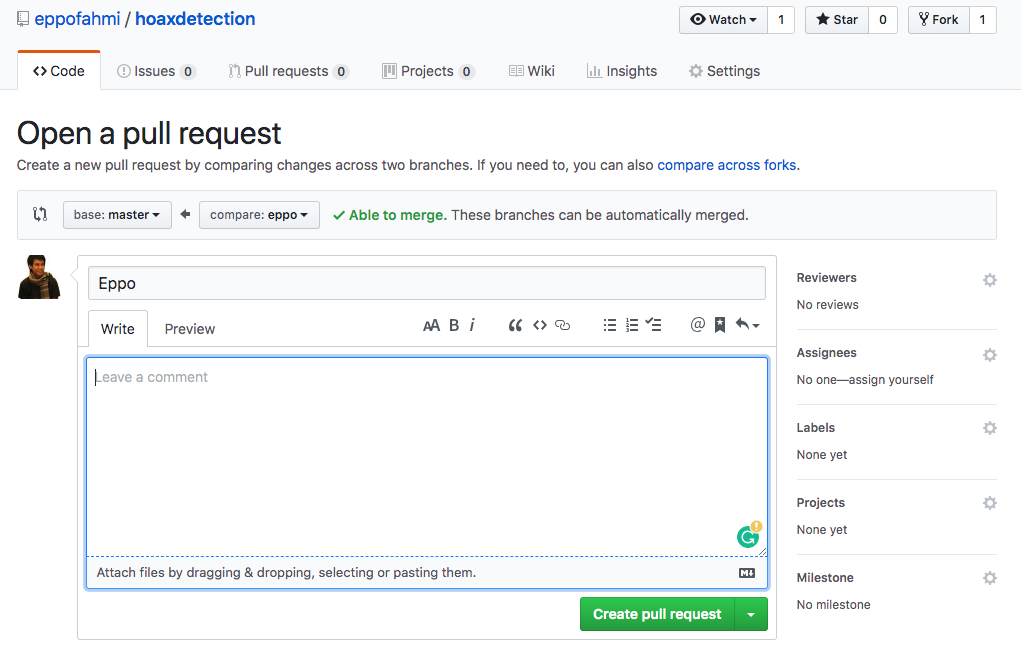 eppofahmi / hoaxdetection
Watch 1 Star 0 Fork 1
Code Issues 0 Pull requests 0 Projects 0 Wiki Insights Settings
Open a pull request
Create a new pull request by comparing changes across two branches. If you need to, you can also compare across forks.
base: master compare: eppo Able to merge. These branches can be automatically merged.
Eppo
Write Preview AA B i
Leave a comment
Attach files by dragging & dropping, selecting or pasting them.
Create pull request
Reviewers
No reviews
Assignees
No one—assign yourself
Labels
None yet
Projects
None yet
Milestone
No milestone